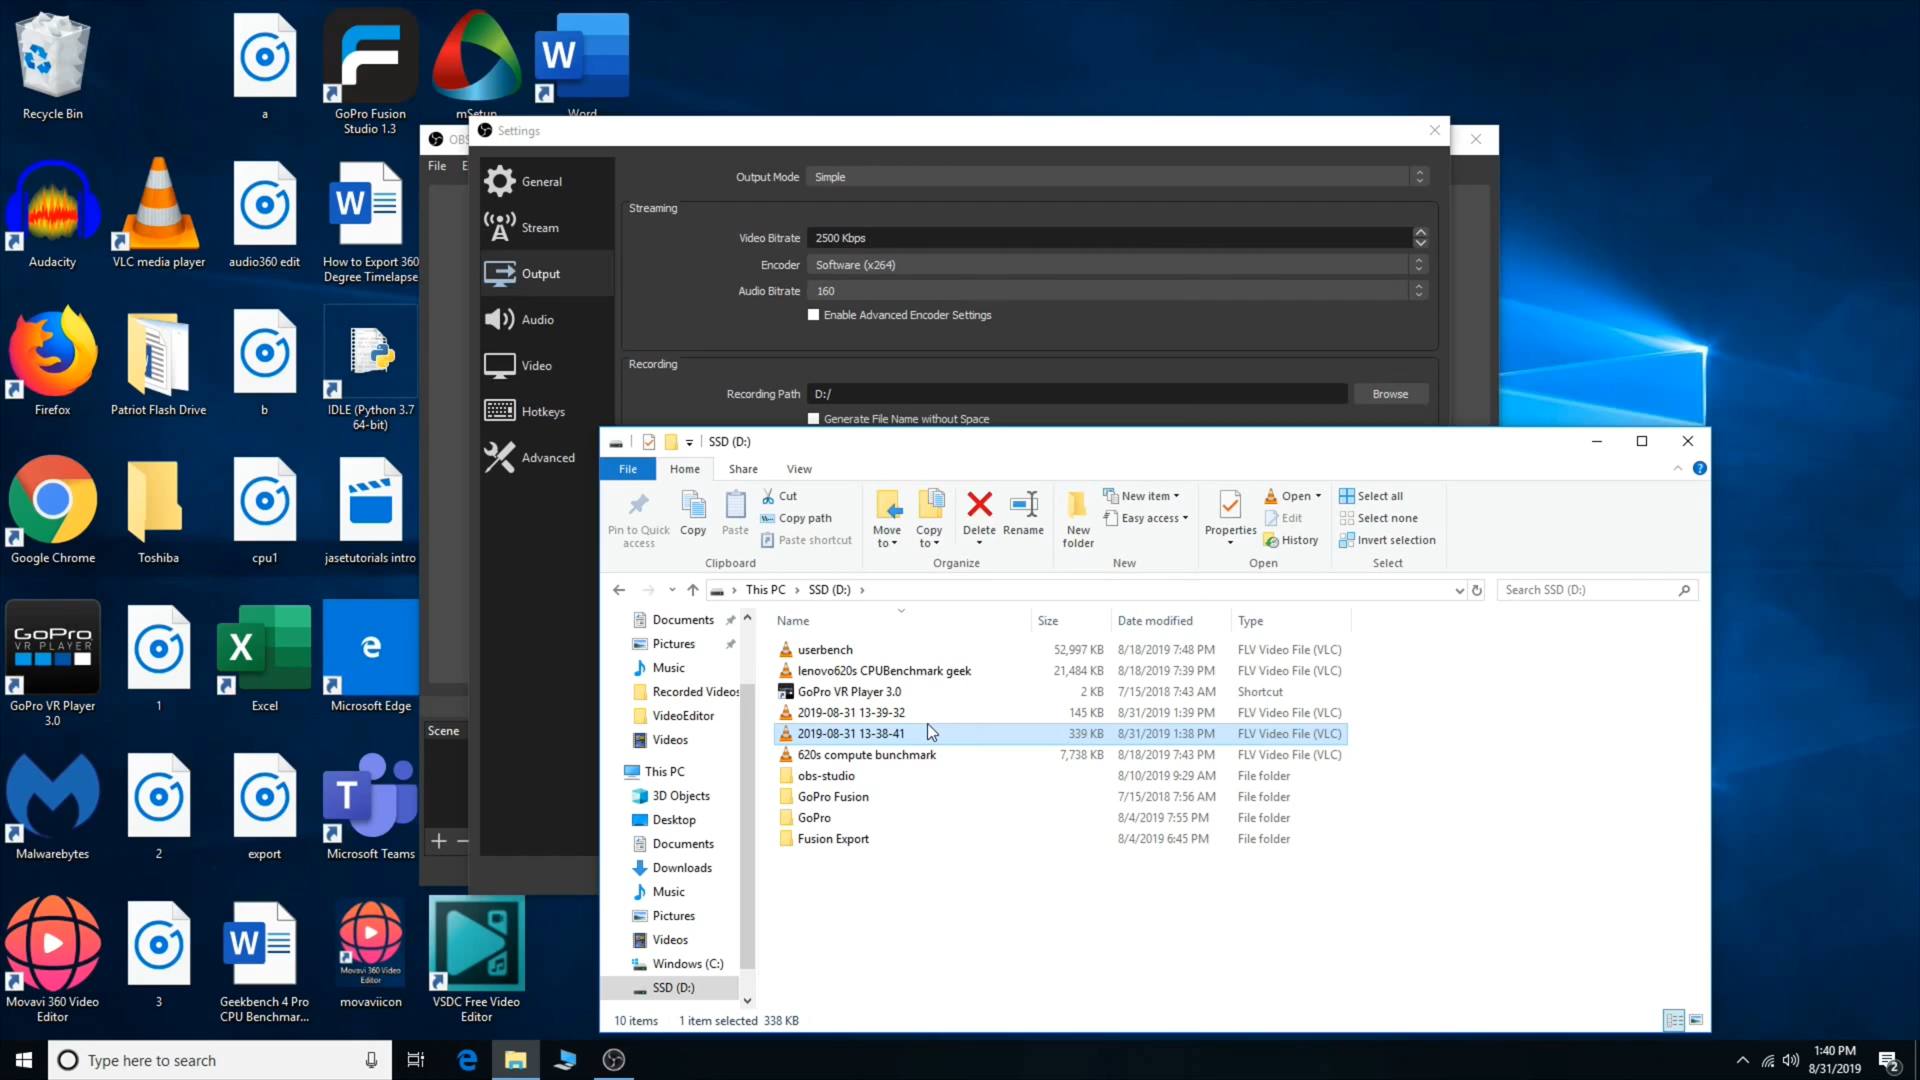 Recycle Bin
a
GoPro Fusion
Studio 1.3
mSetup
Word
Audacity
VLC media player
audio360 edit
How to Export 360
Degree Timelapse
Firefox
Patriot Flash Drive
b
IDLE (Python 3.7
64-bit)
Google Chrome
Toshiba
cpu1
jasetutorials intro
GoPro
VR PLAYER
GoPro VR Player
3.0
1
Excel
Microsoft Edge
Malwarebytes
2
export
Microsoft Teams
Movavi 360 Video
Editor
3
Geekbench 4 Pro
CPU Benchmar...
Movavi 360 Video
Editor
movaviicon
VSDC Free Video
Editor
OBS
File E
Scene
Settings
General
Stream
Output
Audio
Video
Hotkeys
Advanced
Output Mode Simple
Streaming
Video Bitrate 2500 Kbps
Encoder Software (x264)
Audio Bitrate 160
Enable Advanced Encoder Settings
Recording
Recording Path D:/ Browse
Generate File Name without Space
SSD (D:)
File Home Share View
Pin to Quick
access
Copy
Paste
Cut
Copy path
Paste shortcut
Clipboard
Move
to
Copy
to
Delete
Rename
Organize
New
folder
New item
Easy access
New
Properties
Open
Edit
History
Open
Select all
Select none
Invert selection
Select
This PC SSD (D:)
Search SSD (D:)
Documents
Pictures
Music
Recorded Videos
VideoEditor
Videos
This PC
3D Objects
Desktop
Documents
Downloads
Music
Pictures
Videos
Windows (C:)
SSD (D:)
Name Size Date modified Type
userbench 52,997 KB 8/18/2019 7:48 PM FLV Video File (VLC)
lenovo620s CPUBenchmark geek 21,484 KB 8/18/2019 7:39 PM FLV Video File (VLC)
GoPro VR Player 3.0 2 KB 7/15/2018 7:43 AM Shortcut
2019-08-31 13-39-32 145 KB 8/31/2019 1:39 PM FLV Video File (VLC)
2019-08-31 13-38-41 339 KB 8/31/2019 1:38 PM FLV Video File (VLC)
620s compute bunchmark 7,738 KB 8/18/2019 7:43 PM FLV Video File (VLC)
obs-studio 8/10/2019 9:29 AM File folder
GoPro Fusion 7/15/2018 7:56 AM File folder
GoPro 8/4/2019 7:55 PM File folder
Fusion Export 8/4/2019 6:45 PM File folder
10 items 1 item selected 338 KB
Type here to search
1:40 PM
8/31/2019
2